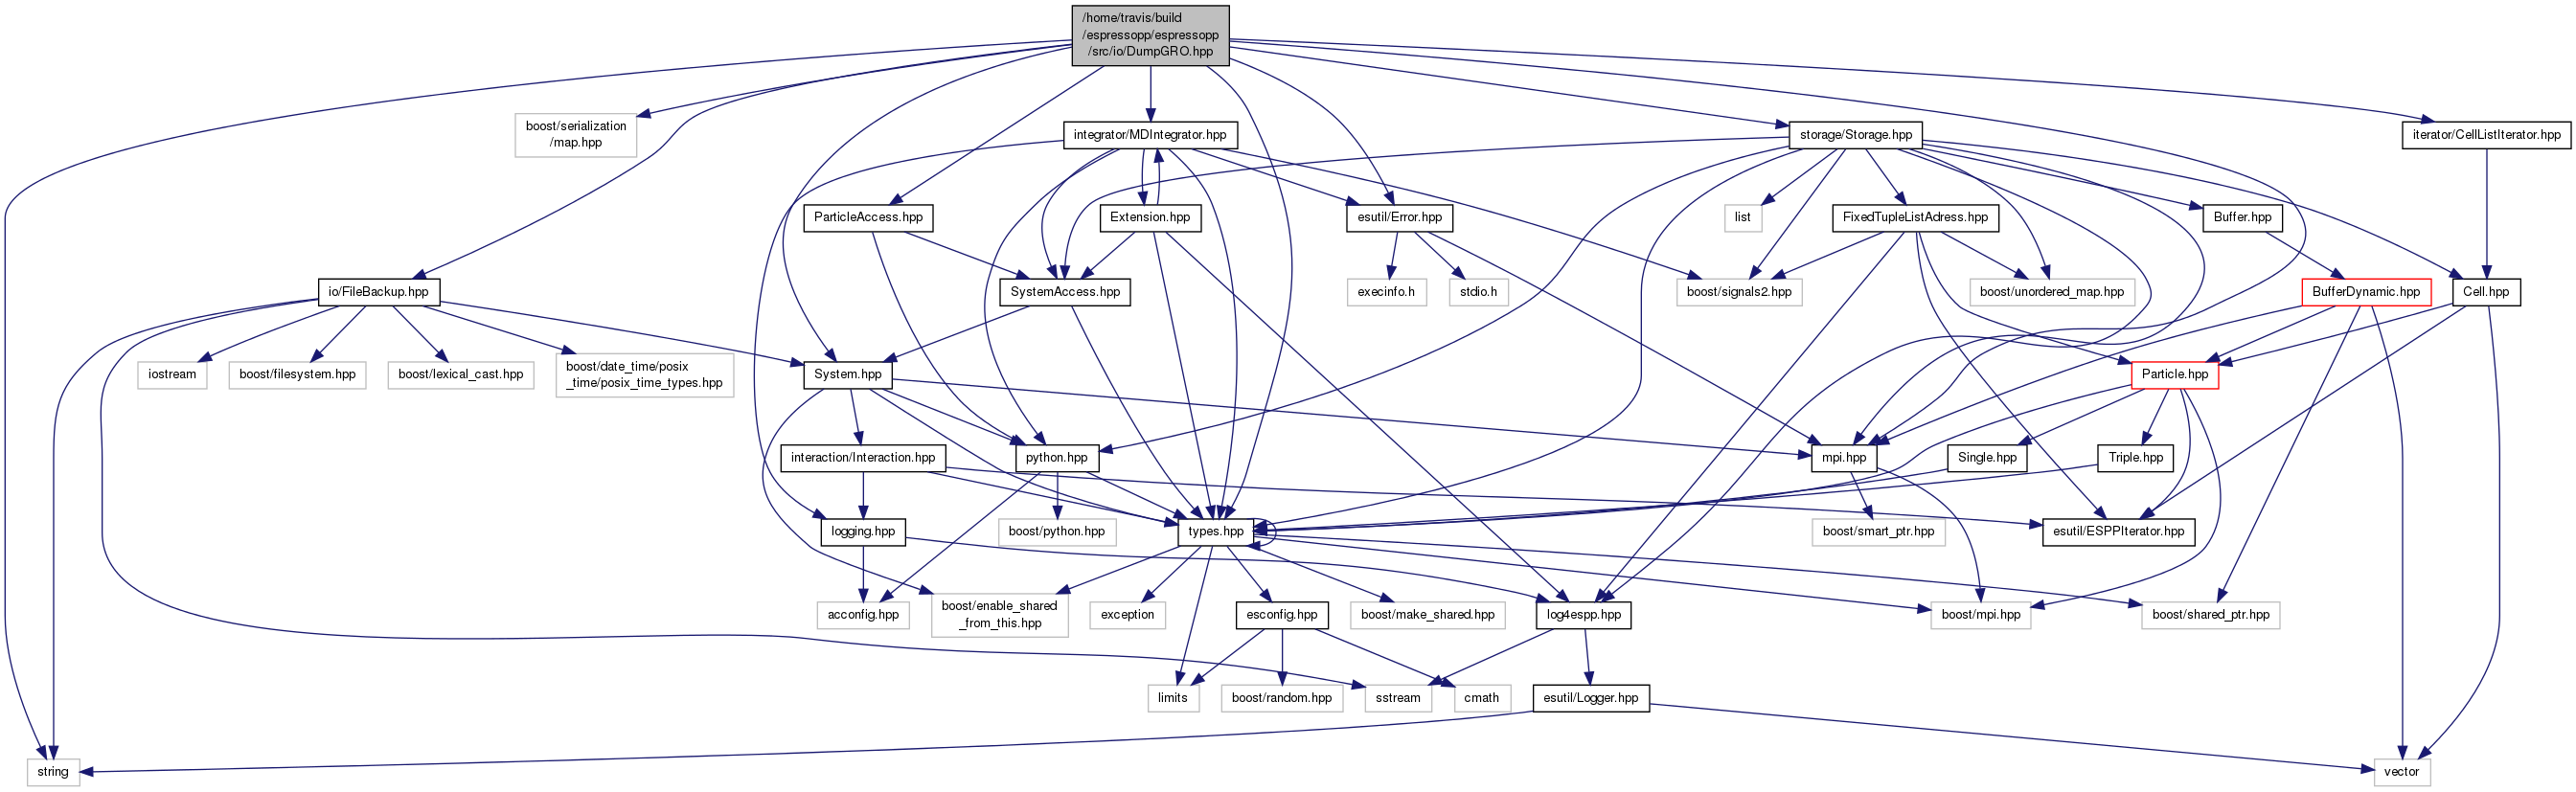 /home/travis/build
/espressopp/espressopp
/src/io/DumpGRO.hpp
boost/serialization
/map.hpp
integrator/MDIntegrator.hpp
storage/Storage.hpp
iterator/CellListIterator.hpp
ParticleAccess.hpp
Extension.hpp
esutil/Error.hpp
list
FixedTupleListAdress.hpp
Buffer.hpp
io/FileBackup.hpp
SystemAccess.hpp
execinfo.h
stdio.h
boost/signals2.hpp
boost/unordered_map.hpp
BufferDynamic.hpp
Cell.hpp
iostream
boost/filesystem.hpp
boost/lexical_cast.hpp
boost/date_time/posix
_time/posix_time_types.hpp
System.hpp
Particle.hpp
interaction/Interaction.hpp
python.hpp
mpi.hpp
Single.hpp
Triple.hpp
logging.hpp
boost/python.hpp
types.hpp
boost/smart_ptr.hpp
esutil/ESPPIterator.hpp
acconfig.hpp
boost/enable_shared
_from_this.hpp
exception
esconfig.hpp
boost/make_shared.hpp
log4espp.hpp
boost/mpi.hpp
boost/shared_ptr.hpp
limits
boost/random.hpp
sstream
cmath
esutil/Logger.hpp
string
vector